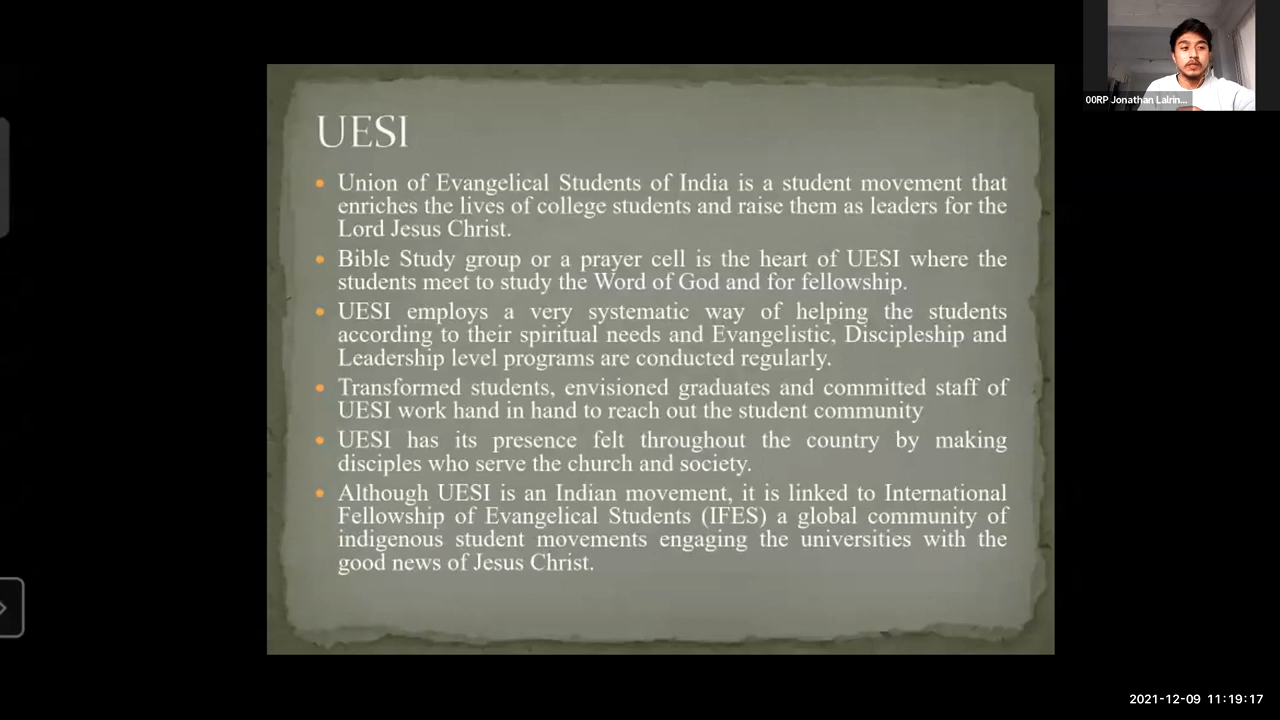 00RP Jonathan Lalrin...
UESI
• Union of Evangelical Students of India is a student movement that
enriches the lives of college students and raise them as leaders for the
Lord Jesus Christ.
• Bible Study group or a prayer cell is the heart of UESI where the
students meet to study the Word of God and for fellowship.
• UESI employs a very systematic way of helping the students
according to their spiritual needs and Evangelistic, Discipleship and
Leadership level programs are conducted regularly.
• Transformed students, envisioned graduates and committed staff of
UESI work hand in hand to reach out the student community
• UESI has its presence felt throughout the country by making
disciples who serve the church and society.
• Although UESI is an Indian movement, it is linked to International
Fellowship of Evangelical Students (IFES) a global community of
indigenous student movements engaging the universities with the
good news of Jesus Christ.
2021-12-09 11:19:17